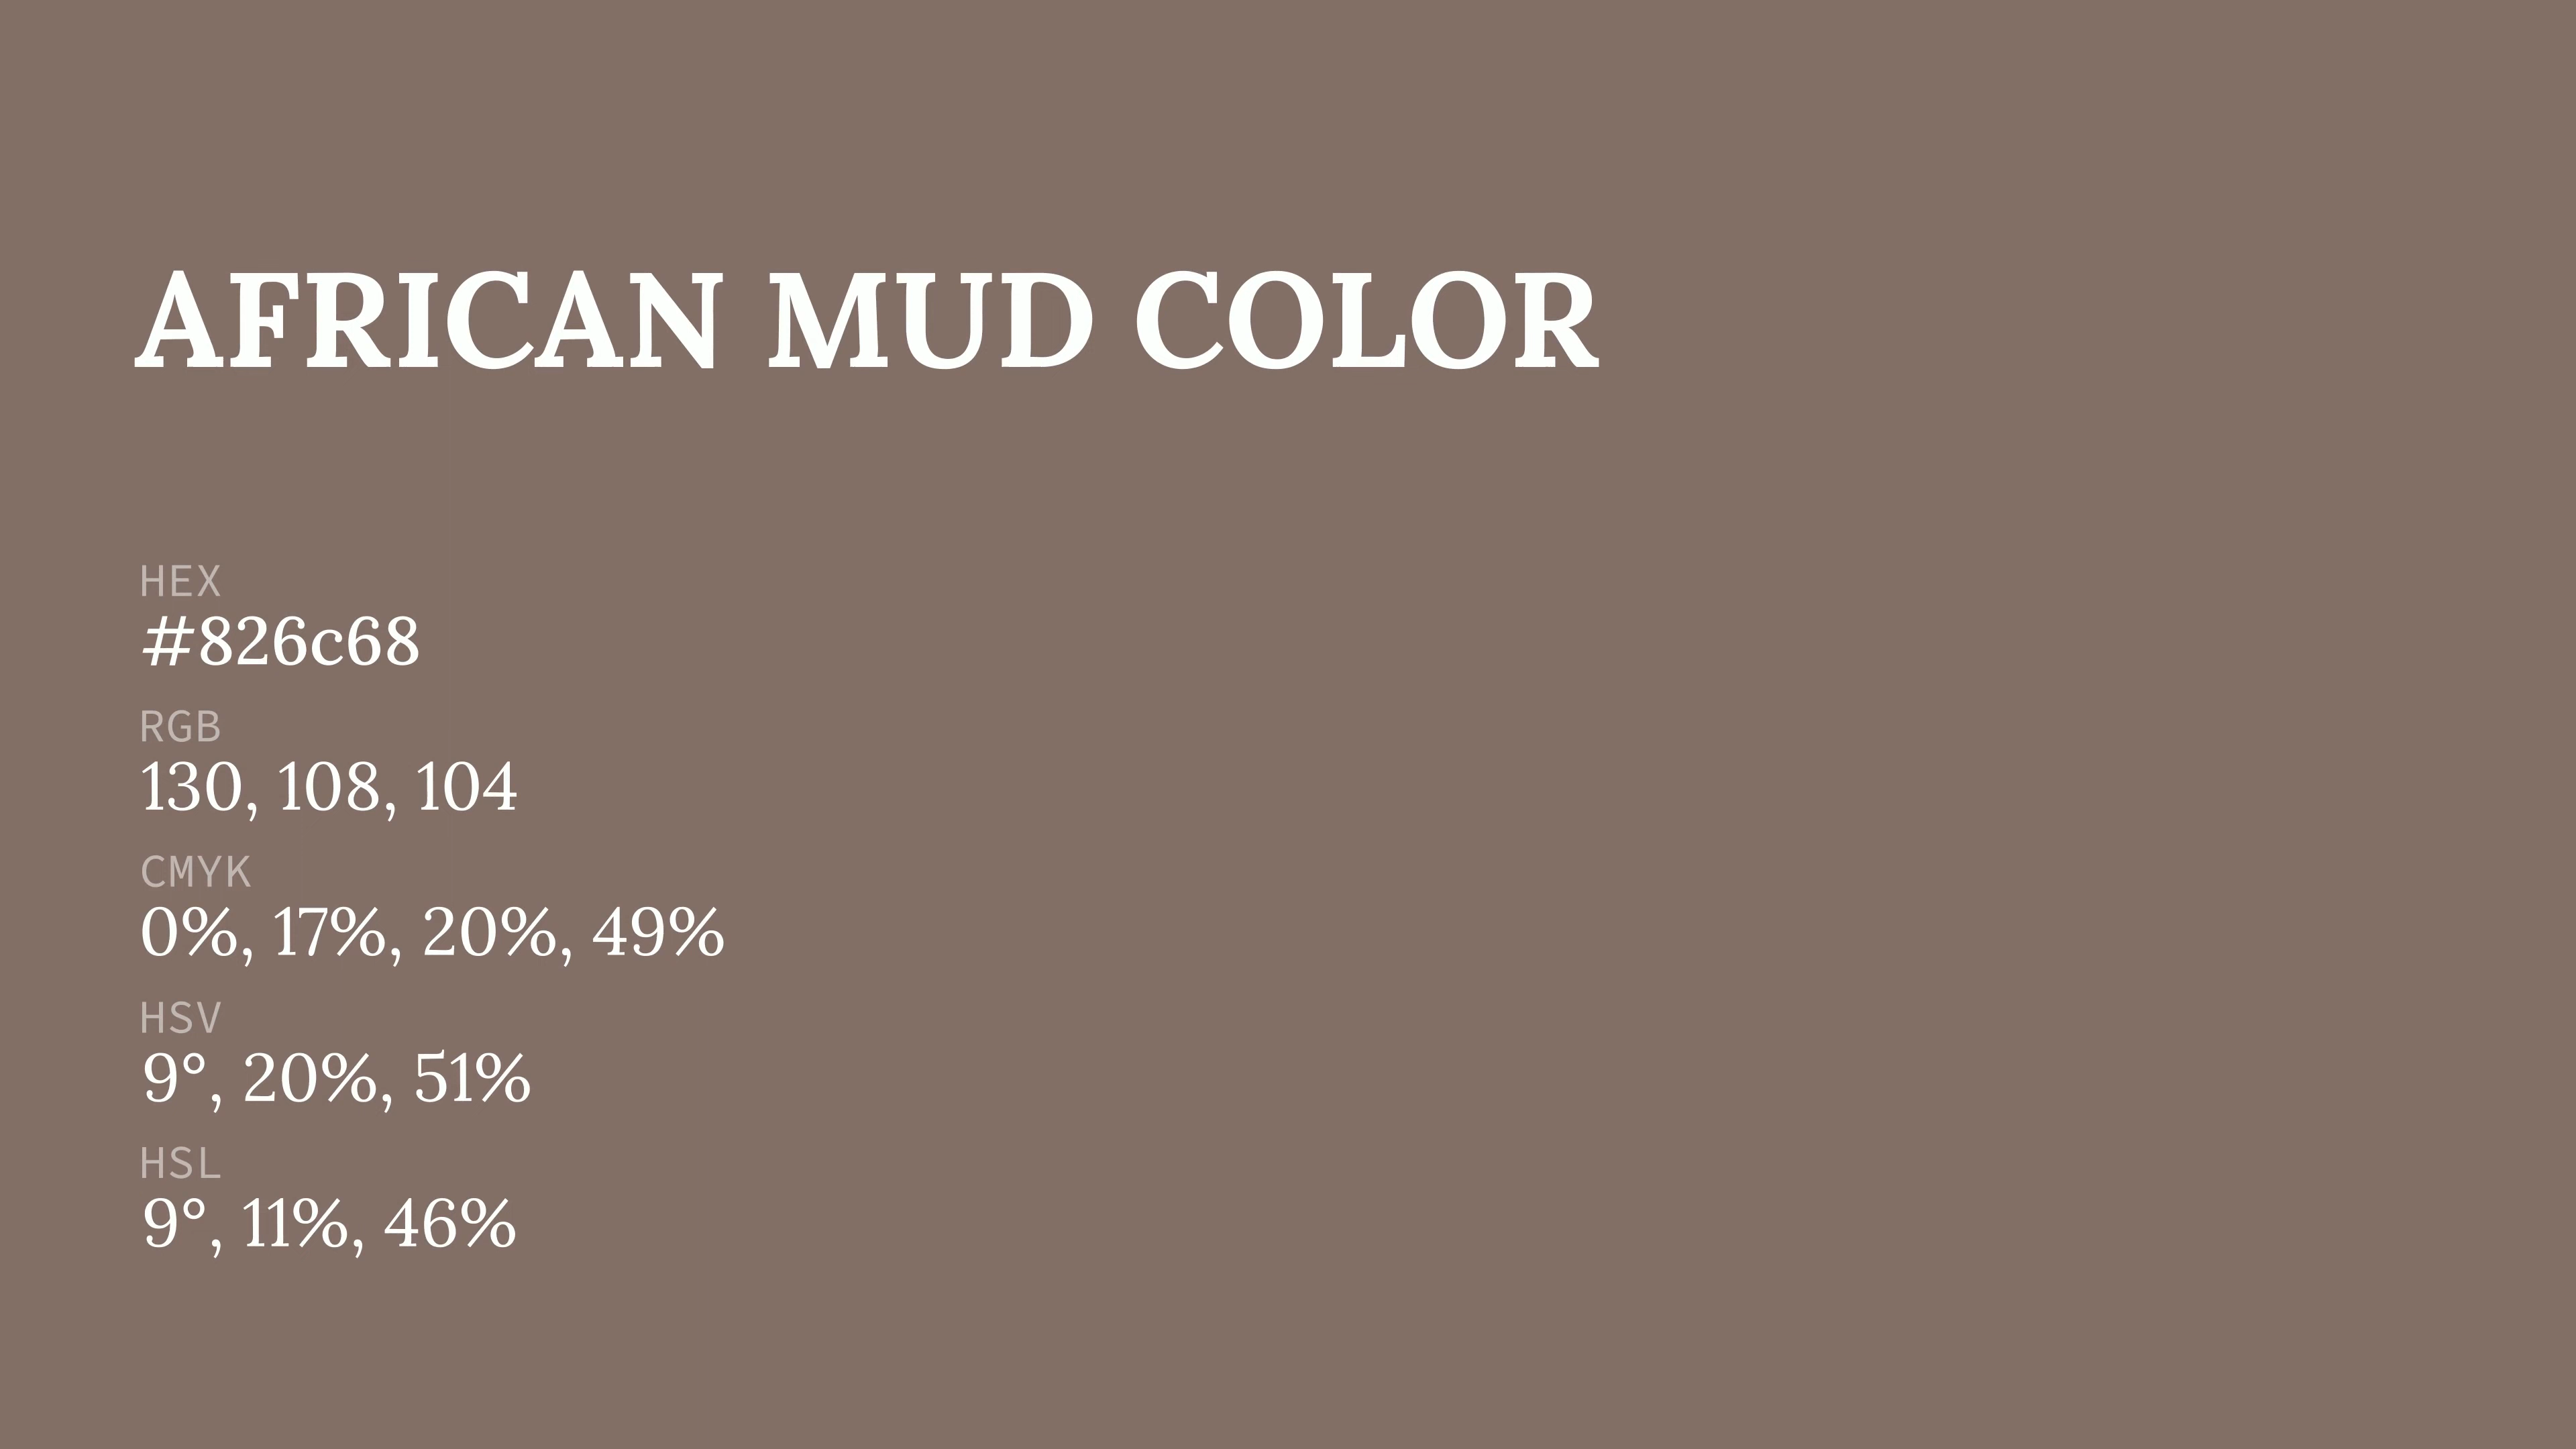 AFRICAN MUD COLOR
HEX
#826c68
RGB
130, 108, 104
CMYK
0%, 17%, 20%, 49%
HSV
9°, 20%, 51%
HSL
9°, 11%, 46%